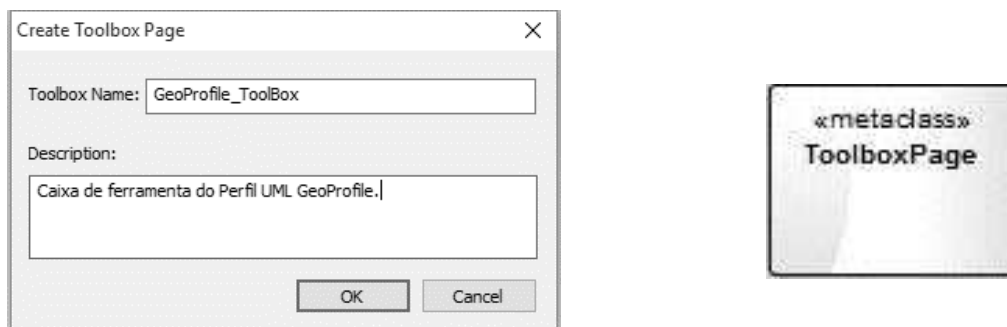 Create Toolbox Page
Toolbox Name: GeoProfile_ToolBox
Description:
Caixa de ferramenta do Perfil UML GeoProfile.
OK Cancel
«metaclass»
ToolboxPage